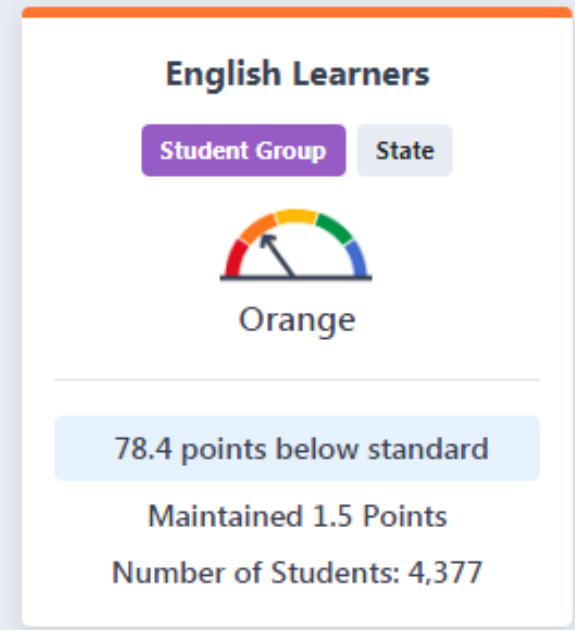 English Learners
Student Group State
Orange
78.4 points below standard
Maintained 1.5 Points
Number of Students: 4,377